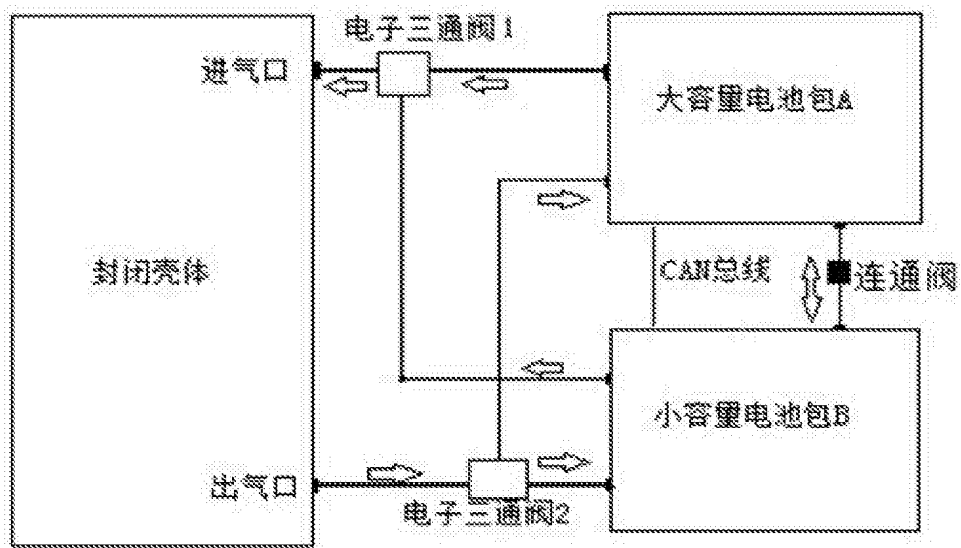 电子三通阀1
进气口
大容量电池包A
封闭壳体
CAN总线
连通阀
小容量电池包B
出气口
电子三通阀2